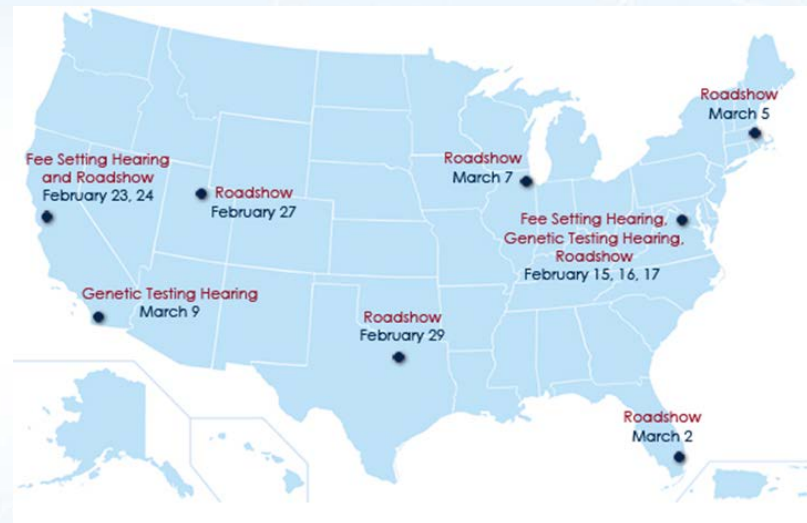 Roadshow
March 5
Fee Setting Hearing
and Roadshow
February 23, 24
Roadshow
March 7
Roadshow
February 27
Fee Setting Hearing,
Genetic Testing Hearing,
Roadshow
February 15, 16, 17
Genetic Testing Hearing
March 9
Roadshow
February 29
Roadshow
March 2